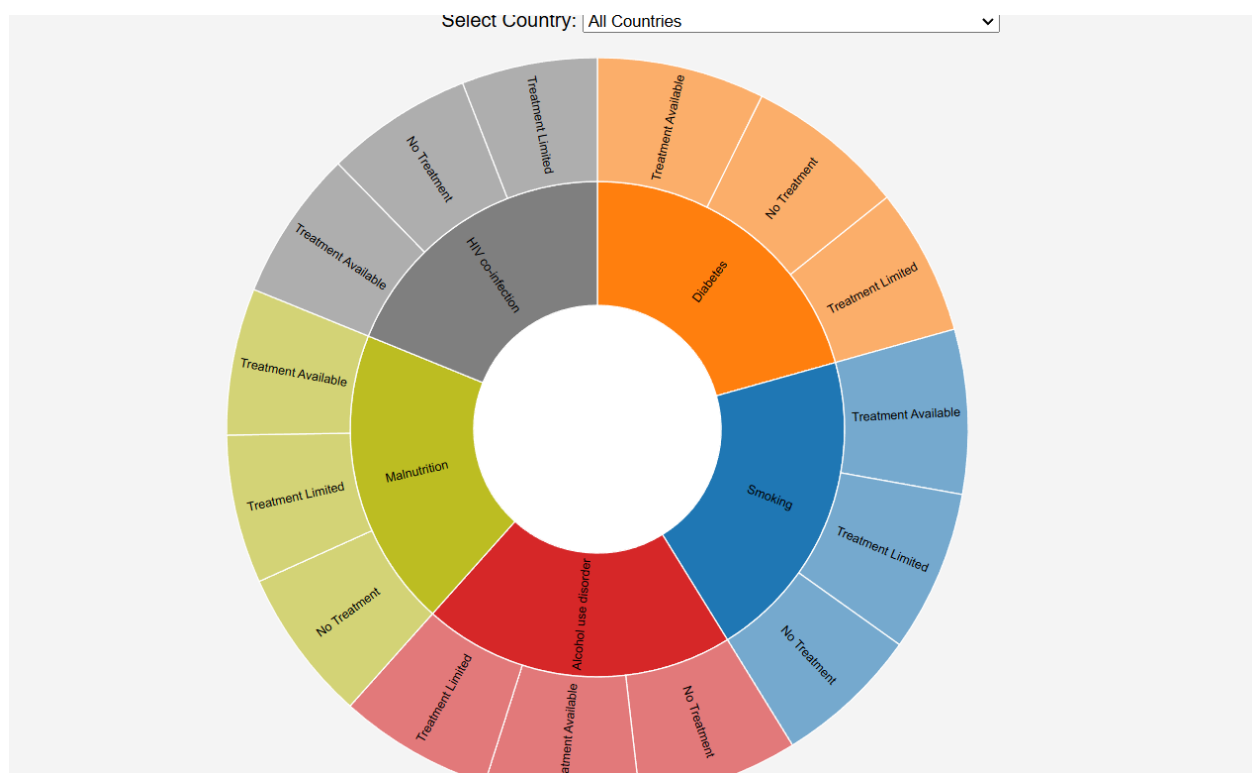 Select Country: All Countries
Treatment Available
No Treatment
Treatment Limited
Diabetes
Treatment Available
Treatment Limited
No Treatment
Smoking
No Treatment
atment Available
Treatment Limited
Alcohol use disorder
No Treatment
Treatment Limited
Treatment Available
Malnutrition
Treatment Available
No Treatment
Treatment Limited
HIV co-infection